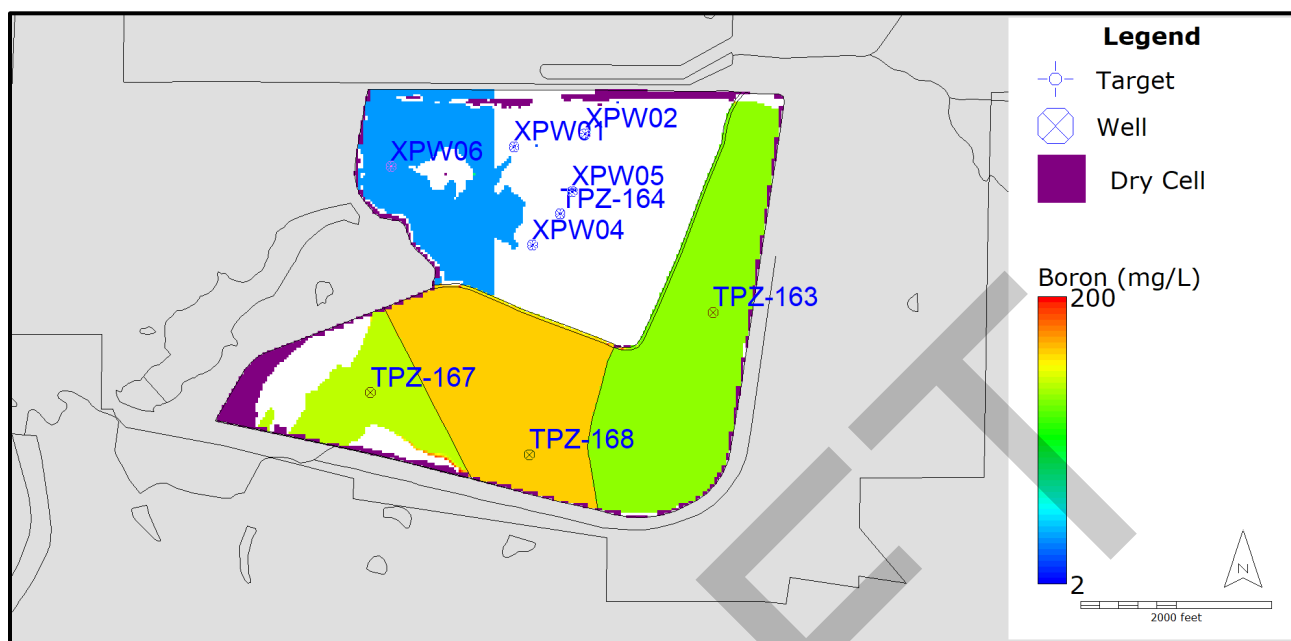 Legend
Target
Well
Dry Cell
Boron (mg/L)
200
2
N
2000 feet
XPW02
XPW01
XPW06
XPW05
TPZ-164
XPW04
TPZ-163
TPZ-167
TPZ-168